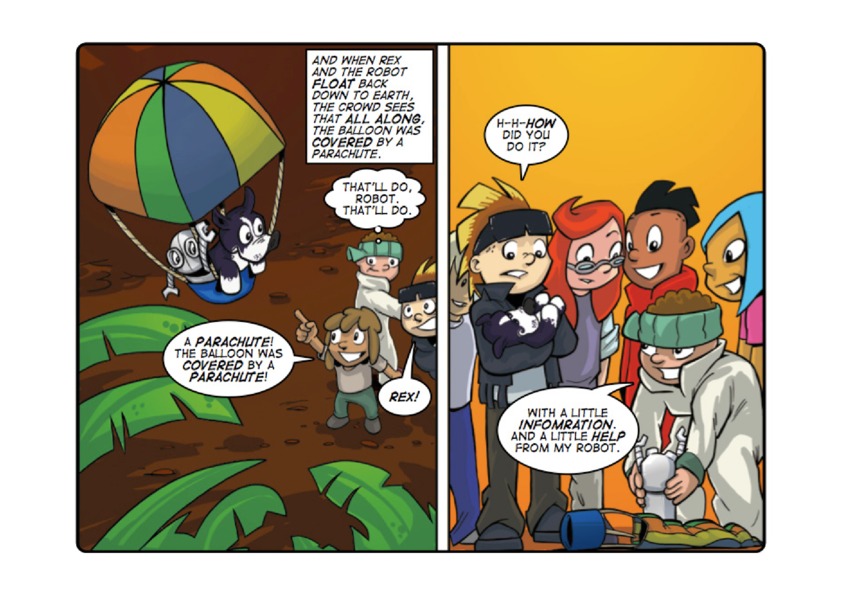 AND WHEN REX
AND THE ROBOT
FLOAT BACK
DOWN TO EARTH,
THE CROWD SEES
THAT ALL ALONG,
THE BALLOON WAS
COVERED BY A
PARACHUTE.
THAT'LL DO,
ROBOT.
THAT'LL DO.
A PARACHUTE!
THE BALLOON WAS
COVERED BY A
PARACHUTE!
REX!
H-H-HOW
DID YOU
DO IT?
WITH A LITTLE
INFOMRATION.
AND A LITTLE HELP
FROM MY ROBOT.